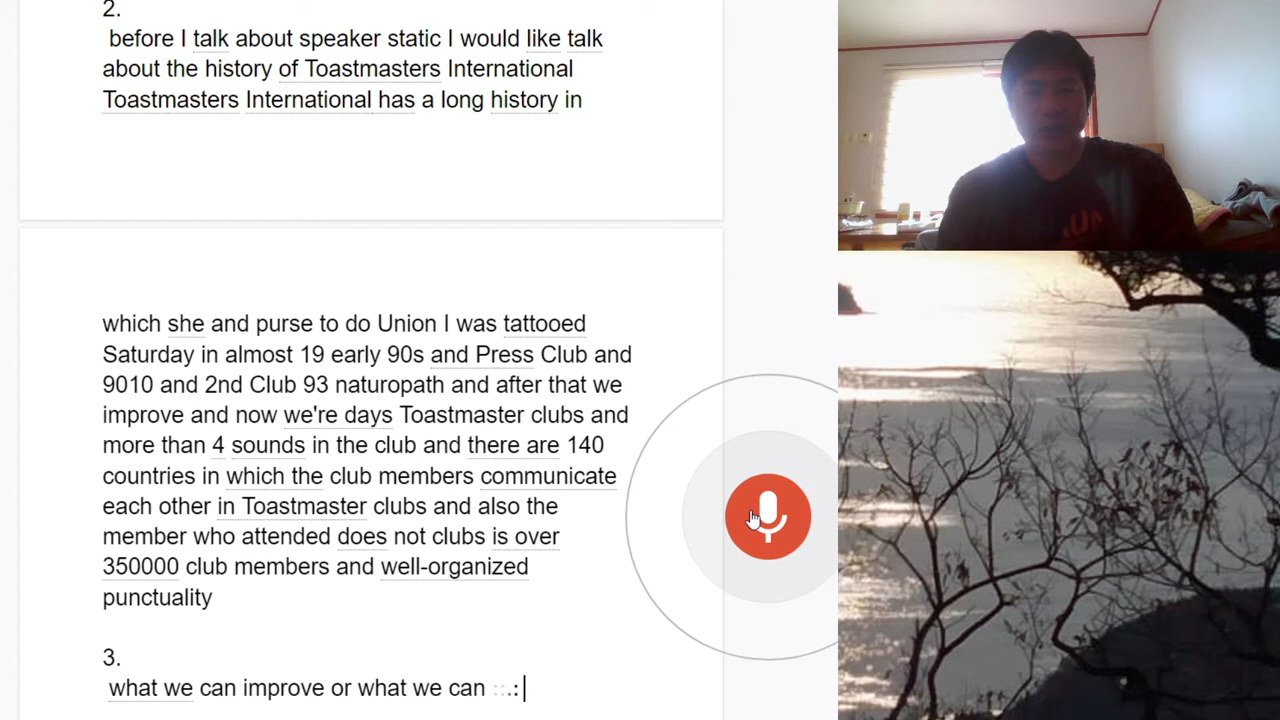 2.
before I talk about speaker static I would like talk
about the history of Toastmasters International
Toastmasters International has a long history in
which she and purse to do Union I was tattooed
Saturday in almost 19 early 90s and Press Club and
9010 and 2nd Club 93 naturopath and after that we
improve and now we're days Toastmaster clubs and
more than 4 sounds in the club and there are 140
countries in which the club members communicate
each other in Toastmaster clubs and also the
member who attended does not clubs is over
350000 club members and well-organized
punctuality
3.
what we can improve or what we can